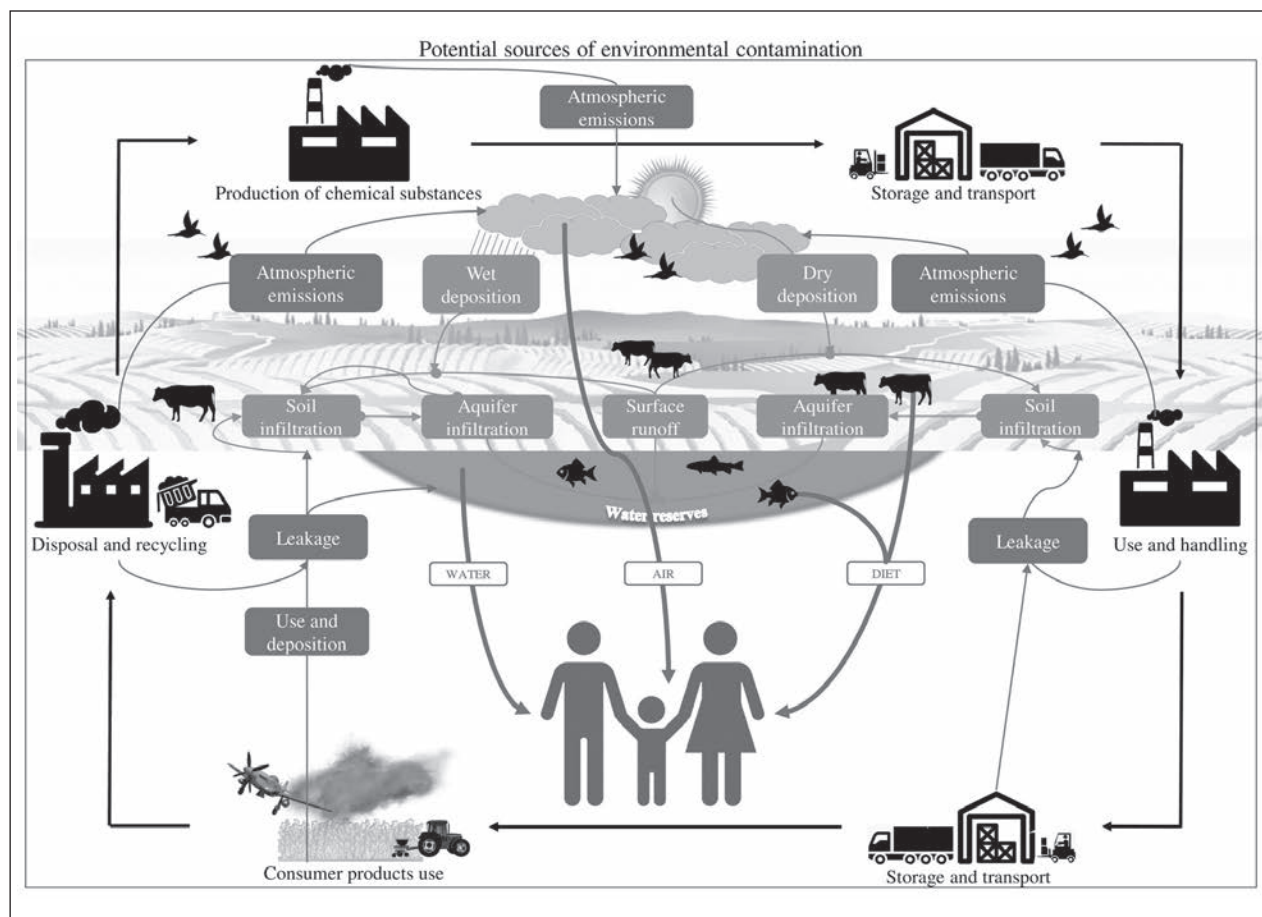 Potential sources of environmental contamination
Atmospheric
emissions
Production of chemical substances
Storage and transport
Atmospheric
emissions
Wet
deposition
Dry
deposition
Atmospheric
emissions
Soil
infiltration
Aquifer
infiltration
Surface
runoff
Aquifer
infiltration
Soil
infiltration
Water reserves
Disposal and recycling
Leakage
Leakage
Use and handling
WATER
AIR
DIET
Use and
deposition
Consumer products use
Storage and transport